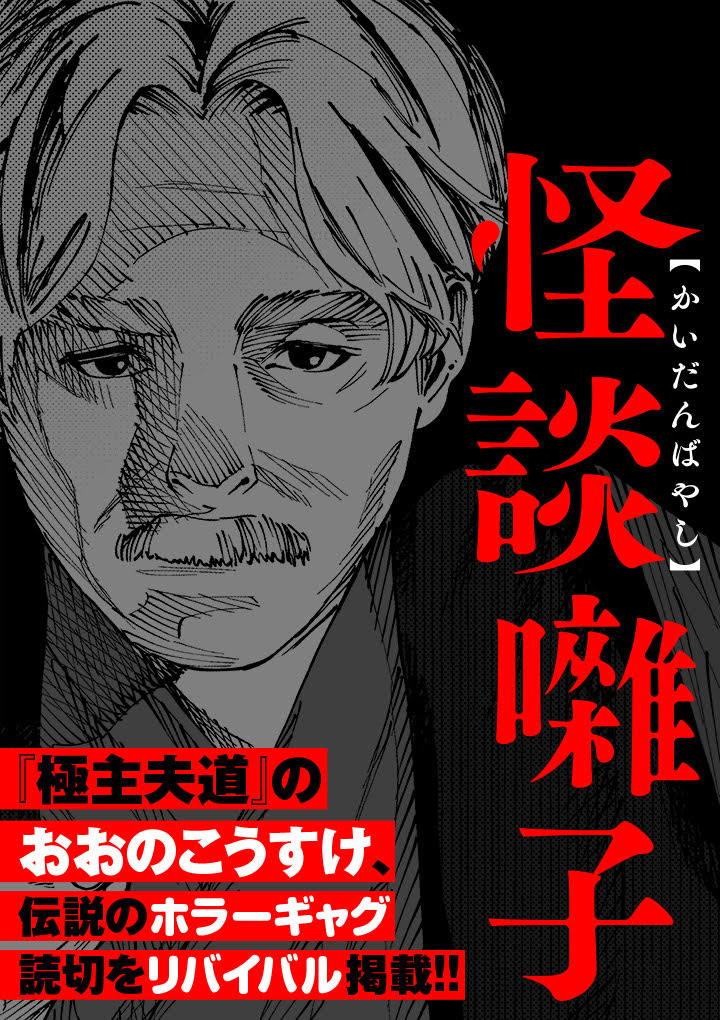 怪談囃子
【かいだんばやし】
『極主夫道』の
おおのこうすけ、
伝説のホラーギャグ
読切をリバイバル掲載!!